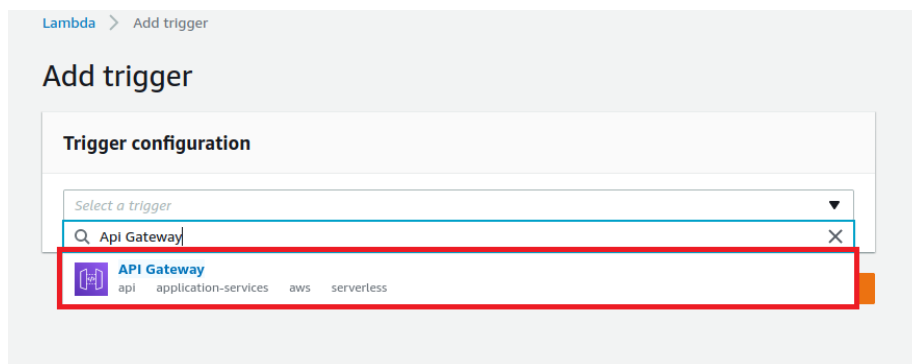 Lambda > Add trigger
Add trigger
Trigger configuration
Select a trigger
Api Gateway
API Gateway
api application-services aws serverless